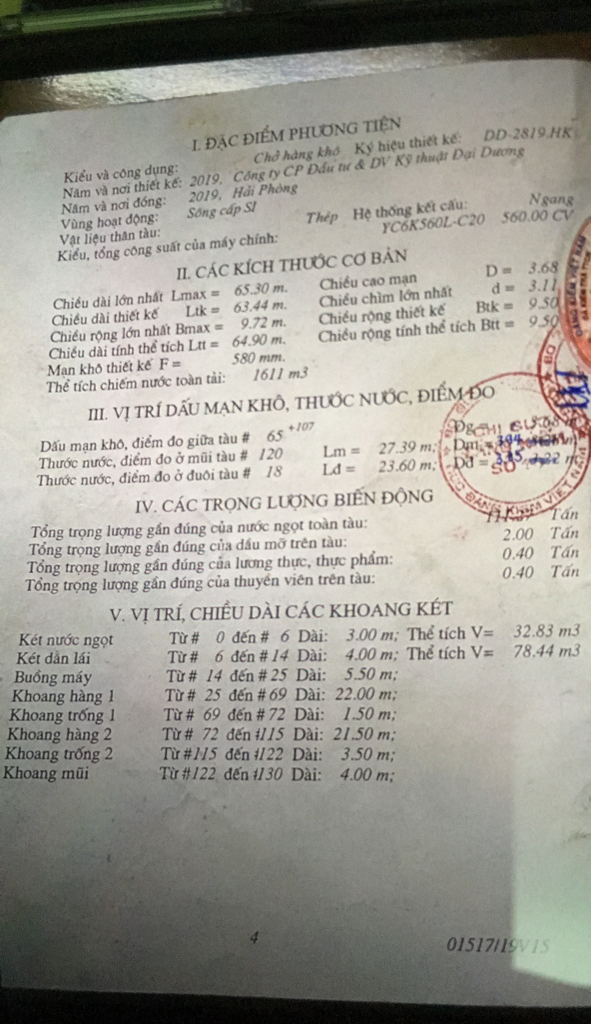 I. ĐẶC ĐIỂM PHƯƠNG TIỆN
Kiểu và công dụng: Chở hàng khô Ký hiệu thiết kế: DD-2819.HK
Năm và nơi thiết kế: 2019, Công ty CP Đầu tư & DV Kỹ thuật Đại Dương
Năm và nơi đóng: 2019, Hải Phòng
Vùng hoạt động: Sông cấp SI
Vật liệu thân tàu: Thép Hệ thống kết cấu: Ngang
Kiểu, tổng công suất của máy chính: YC6K560L-C20 560.00 CV
II. CÁC KÍCH THƯỚC CƠ BẢN
Chiều dài lớn nhất Lmax = 65.30 m. Chiều cao mạn D = 3.68
Chiều dài thiết kế Ltk = 63.44 m. Chiều chìm lớn nhất d = 3.11
Chiều rộng lớn nhất Bmax = 9.72 m. Chiều rộng thiết kế Btk = 9.50
Chiều dài tính thể tích Ltt = 64.90 m. Chiều rộng tính thể tích Btt = 9.50
Mạn khô thiết kế F = 580 mm.
Thể tích chiếm nước toàn tải: 1611 m3
III. VỊ TRÍ DẤU MẠN KHÔ, THƯỚC NƯỚC, ĐIỂM ĐO
Dấu mạn khô, điểm đo giữa tàu # 65 +107 Dg =
Thước nước, điểm đo ở mũi tàu # 120 Lm = 27.39 m; Dm =
Thước nước, điểm đo ở đuôi tàu # 18 Lđ = 23.60 m; Dđ =
IV. CÁC TRỌNG LƯỢNG BIẾN ĐỘNG
Tổng trọng lượng gần đúng của nước ngọt toàn tàu: Tấn
Tổng trọng lượng gần đúng của dầu mỡ trên tàu: 2.00 Tấn
Tổng trọng lượng gần đúng của lương thực, thực phẩm: 0.40 Tấn
Tổng trọng lượng gần đúng của thuyền viên trên tàu: 0.40 Tấn
V. VỊ TRÍ, CHIỀU DÀI CÁC KHOANG KÉT
Két nước ngọt Từ # 0 đến # 6 Dài: 3.00 m; Thể tích V= 32.83 m3
Két dằn lái Từ # 6 đến # 14 Dài: 4.00 m; Thể tích V= 78.44 m3
Buồng máy Từ # 14 đến # 25 Dài: 5.50 m;
Khoang hàng 1 Từ # 25 đến # 69 Dài: 22.00 m;
Khoang trống 1 Từ # 69 đến # 72 Dài: 1.50 m;
Khoang hàng 2 Từ # 72 đến #115 Dài: 21.50 m;
Khoang trống 2 Từ #115 đến #122 Dài: 3.50 m;
Khoang mũi Từ #122 đến #130 Dài: 4.00 m;
4
01517/19V15